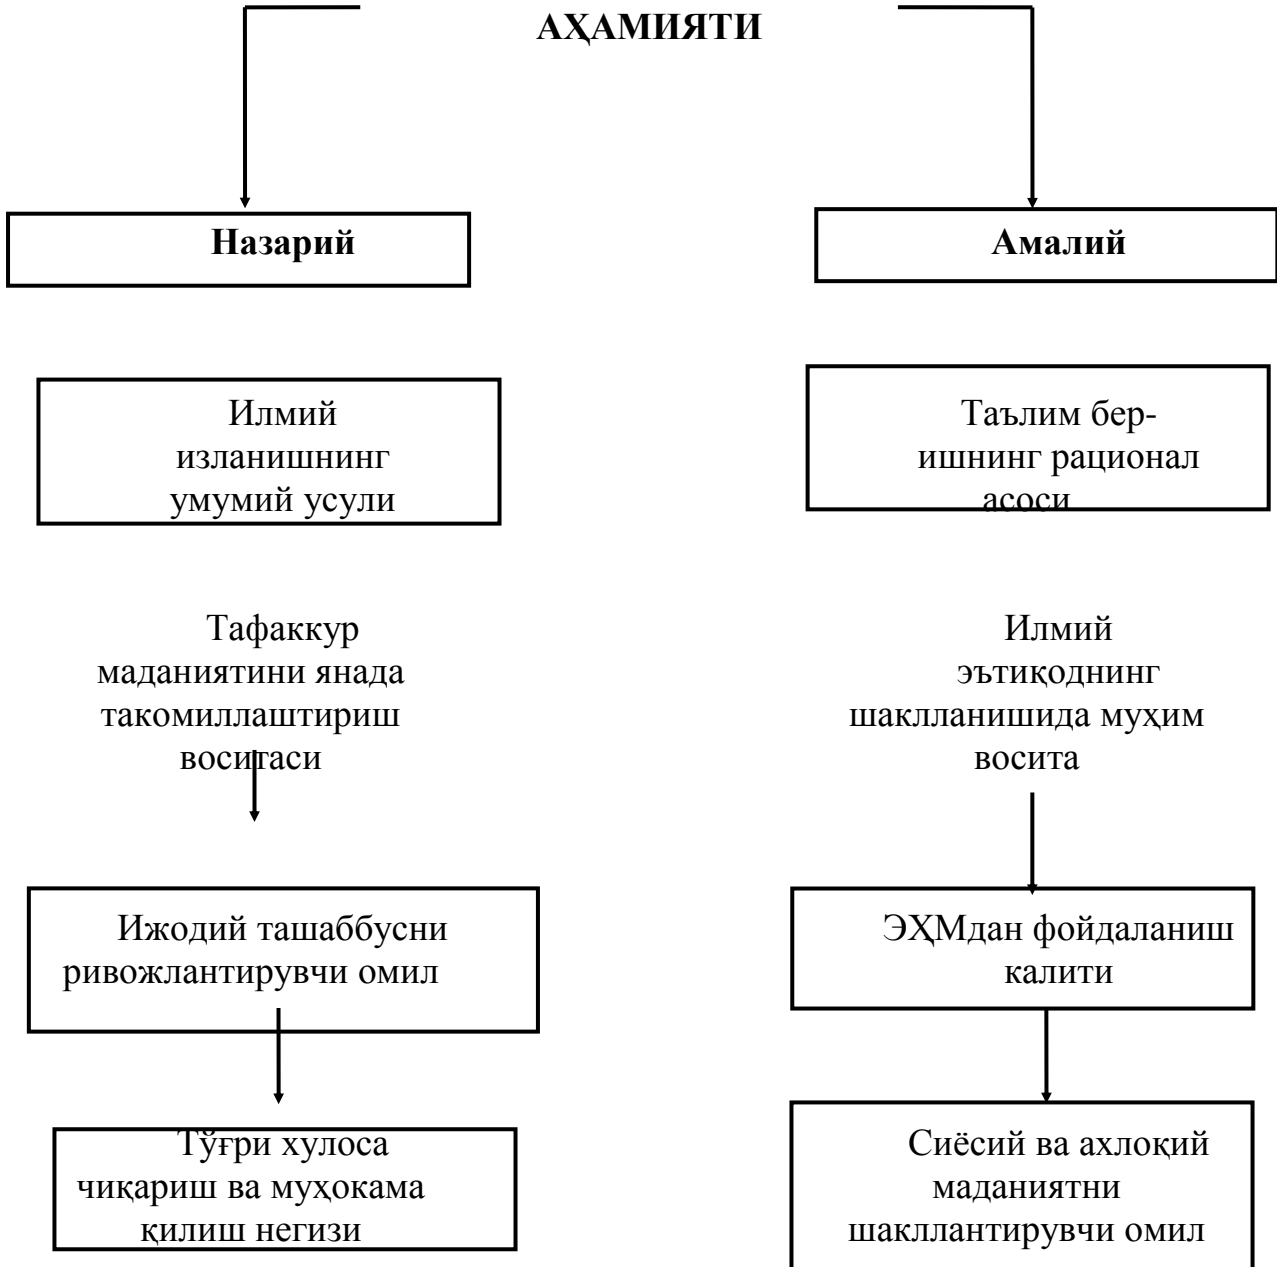 АҲАМИЯТИ
Назарий
Амалий
Илмий
изланишнинг
умумий усули
Таълим бер-
ишнинг рационал
асоси
Тафаккур
маданиятини янада
такомиллаштириш
воситаси
Илмий
эътиқоднинг
шаклланишида муҳим
восита
Ижодий ташаббусни
ривожлантирувчи омил
ЭҲМдан фойдаланиш
калити
Тўғри хулоса
чиқариш ва муҳокама
қилиш негизи
Сиёсий ва ахлоқий
маданиятни
шакллантирувчи омил